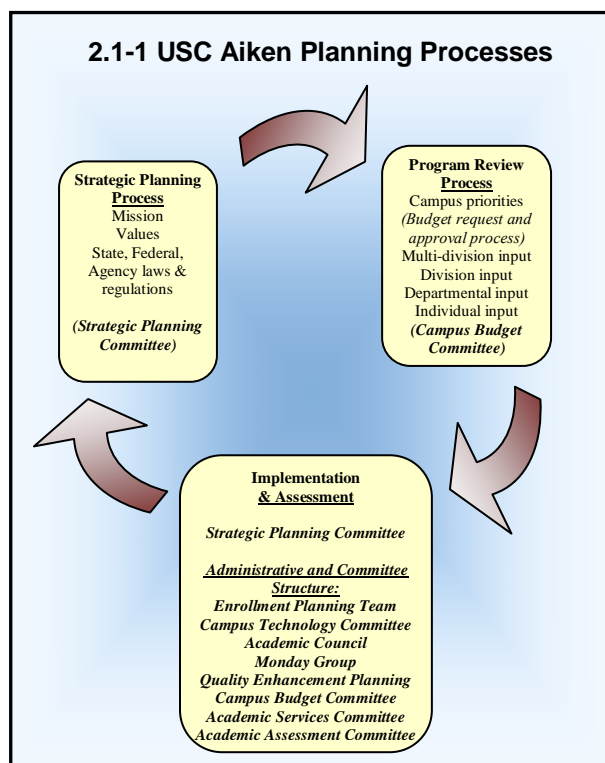 2.1-1 USC Aiken Planning Processes
Strategic Planning
Process
Mission
Values
State, Federal,
Agency laws &
regulations
(Strategic Planning
Committee)
Program Review
Process
Campus priorities
(Budget request and
approval process)
Multi-division input
Division input
Departmental input
Individual input
(Campus Budget
Committee)
Implementation
& Assessment
Strategic Planning Committee
Administrative and Committee
Structure:
Enrollment Planning Team
Campus Technology Committee
Academic Council
Monday Group
Quality Enhancement Planning
Campus Budget Committee
Academic Services Committee
Academic Assessment Committee